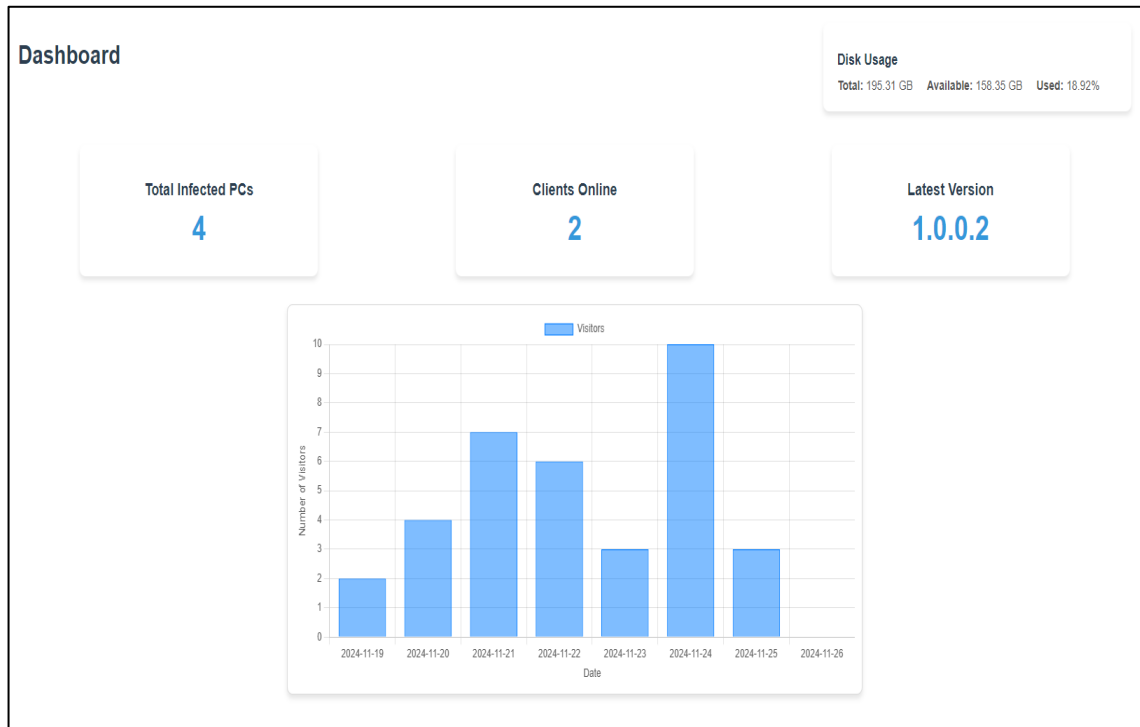 Dashboard
Disk Usage
Total: 195.31 GB Available: 158.35 GB Used: 18.92%
Total Infected PCs
4
Clients Online
2
Latest Version
1.0.0.2
Visitors
10
9
8
7
6
5
4
3
2
1
0
Number of Visitors
2024-11-19 2024-11-20 2024-11-21 2024-11-22 2024-11-23 2024-11-24 2024-11-25 2024-11-26
Date